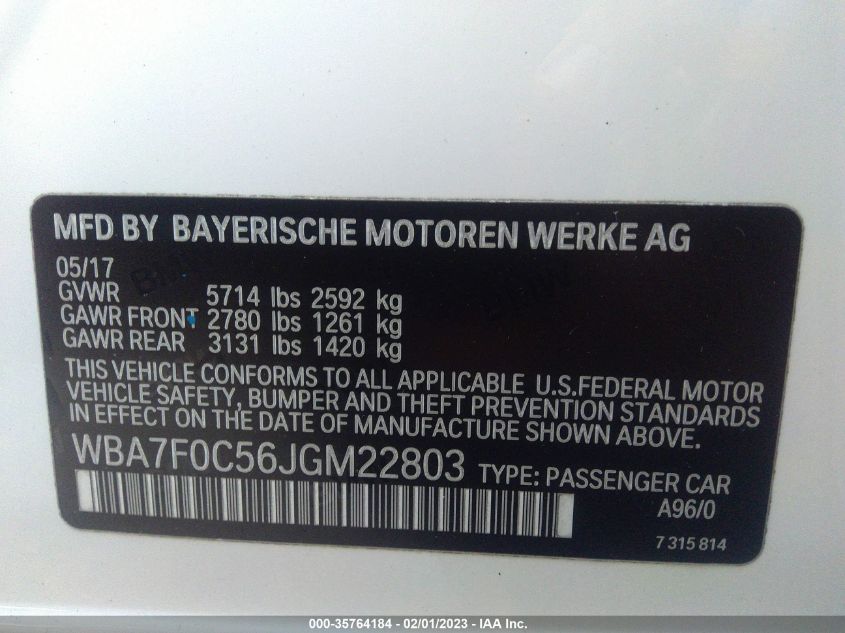 MFD BY BAYERISCHE MOTOREN WERKE AG
05/17
GVWR 5714 lbs 2592 kg
GAWR FRONT 2780 lbs 1261 kg
GAWR REAR 3131 lbs 1420 kg
THIS VEHICLE CONFORMS TO ALL APPLICABLE U.S.FEDERAL MOTOR
VEHICLE SAFETY, BUMPER AND THEFT PREVENTION STANDARDS
IN EFFECT ON THE DATE OF MANUFACTURE SHOWN ABOVE.
WBA7F0C56JGM22803 TYPE: PASSENGER CAR
A96/0
7 315 814
000-35764184 - 02/01/2023 - IAA Inc.